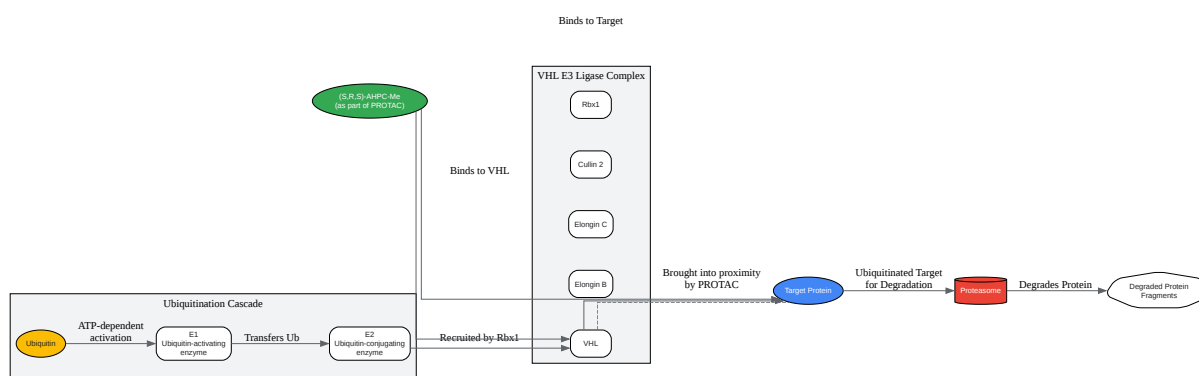 Binds to Target
VHL E3 Ligase Complex
(S,R,S)-AHPC-Me
(as part of PROTAC)
Rbx1
Cullin 2
Binds to VHL
Elongin C
Elongin B
Brought into proximity
by PROTAC
Target Protein
Ubiquitinated Target
for Degradation
Proteasome
Degrades Protein
Degraded Protein
Fragments
Ubiquitination Cascade
Ubiquitin
ATP-dependent
activation
E1
Ubiquitin-activating
enzyme
Transfers Ub
E2
Ubiquitin-conjugating
enzyme
Recruited by Rbx1
VHL